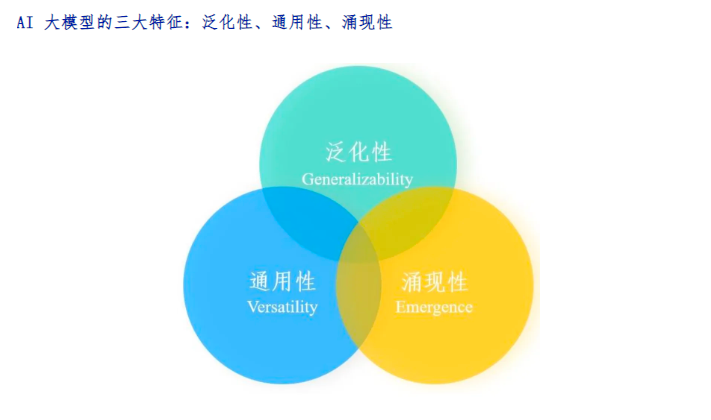 AI 大模型的三大特征：泛化性、通用性、涌现性
泛化性
Generalizability
通用性
Versatility
涌现性
Emergence